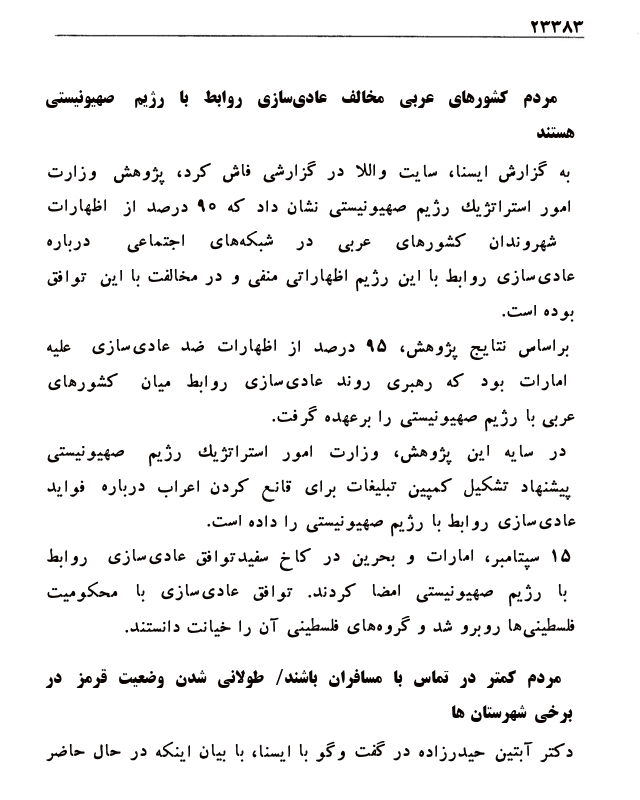 ۲۳۳۸۳
مردم کشورهای عربی مخالف عادی‌سازی روابط با رژیم صهیونیستی
هستند
به گزارش ایسنا، سایت واللا در گزارشی فاش کرد، پژوهش وزارت
امور استراتژیك رژیم صهیونیستی نشان داد که ۹۰ درصد از اظهارات
شهروندان کشورهای عربی در شبکه‌های اجتماعی درباره
عادی‌سازی روابط با این رژیم اظهاراتی منفی و در مخالفت با این توافق
بوده است.
براساس نتایج پژوهش، ۹۵ درصد از اظهارات ضد عادی‌سازی علیه
امارات بود که رهبری روند عادی‌سازی روابط میان کشورهای
عربی با رژیم صهیونیستی را برعهده گرفت.
در سایه این پژوهش، وزارت امور استراتژیك رژیم صهیونیستی
پیشنهاد تشکیل کمپین تبلیغات برای قانع کردن اعراب درباره فواید
عادی‌سازی روابط با رژیم صهیونیستی را داده است.
۱۵ سپتامبر، امارات و بحرین در کاخ سفید توافق عادی‌سازی روابط
با رژیم صهیونیستی امضا کردند. توافق عادی‌سازی با محکومیت
فلسطینی‌ها روبرو شد و گروه‌های فلسطینی آن را خیانت دانستند.
مردم کمتر در تماس با مسافران باشند/ طولانی شدن وضعیت قرمز در
برخی شهرستان ها
دکتر آبتین حیدرزاده در گفت وگو با ایسنا، با بیان اینکه در حال حاضر